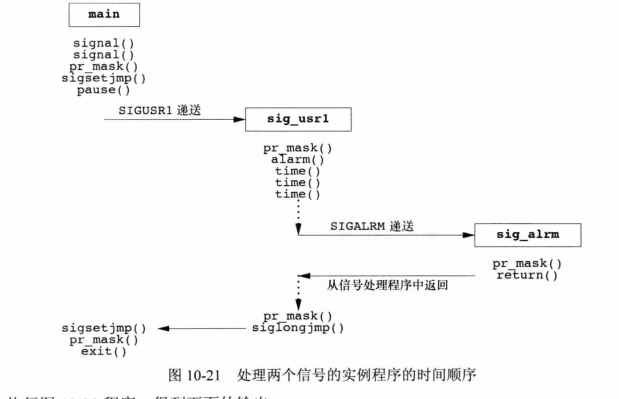 main
signal()
signal()
pr_mask()
sigsetjmp()
pause()
SIGUSR1 递送
sig_usr1
pr_mask()
alarm()
time()
time()
time()
SIGALRM 递送
sig_alrm
pr_mask()
return()
从信号处理程序中返回
pr_mask()
siglongjmp()
sigsetjmp()
pr_mask()
exit()
图 10-21 处理两个信号的实例程序的时间顺序